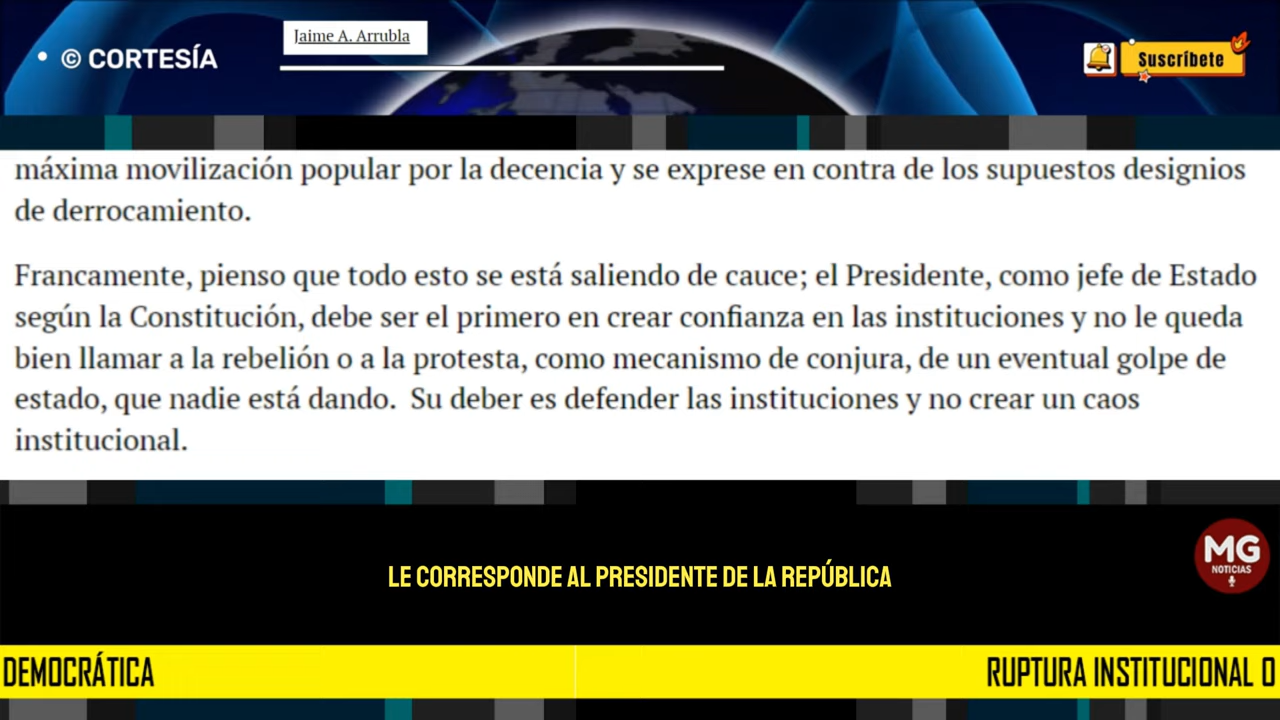 Jaime A. Arrubla
• © CORTESÍA
Suscríbete
máxima movilización popular por la decencia y se exprese en contra de los supuestos designios
de derrocamiento.
Francamente, pienso que todo esto se está saliendo de cauce; el Presidente, como jefe de Estado
según la Constitución, debe ser el primero en crear confianza en las instituciones y no le queda
bien llamar a la rebelión o a la protesta, como mecanismo de conjura, de un eventual golpe de
estado, que nadie está dando. Su deber es defender las instituciones y no crear un caos
institucional.
MG
NOTICIAS
LE CORRESPONDE AL PRESIDENTE DE LA REPÚBLICA
DEMOCRÁTICA
RUPTURA INSTITUCIONAL O